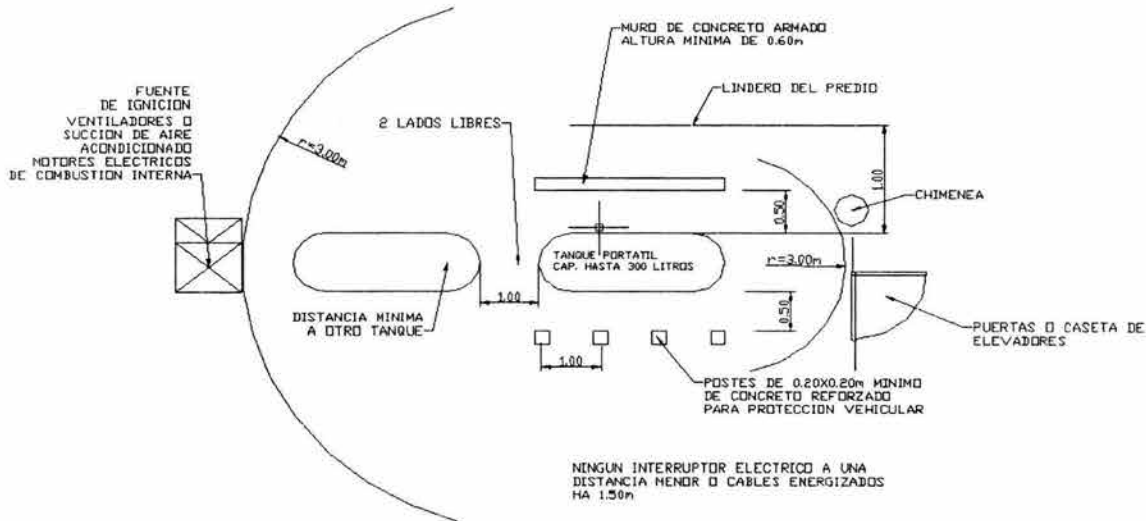 MURO DE CONCRETO ARMADO
ALTURA MINIMA DE 0.60m
LINDERO DEL PREDIO
FUENTE
DE IGNICION
VENTILADORES O
SUCCION DE AIRE
ACONDICIONADO
MOTORES ELECTRICOS
DE COMBUSTION INTERNA
2 LADOS LIBRES
r=3.00m
1.00
0.50
CHIMENEA
TANQUE PORTATIL
CAP. HASTA 300 LITROS
r=3.00m
1.00
DISTANCIA MINIMA
A OTRO TANQUE
0.50
PUERTAS O CASETA DE
ELEVADORES
1.00
POSTES DE 0.20X0.20m MINIMO
DE CONCRETO REFORZADO
PARA PROTECCION VEHICULAR
NINGUN INTERRUPTOR ELECTRICO A UNA
DISTANCIA MENOR O CABLES ENERGIZADOS
HA 1.50m